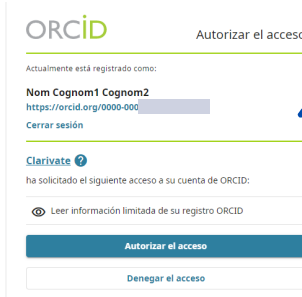 ORCID
Autorizar el acceso
Actualmente está registrado como:
Nom Cognom1 Cognom2
https://orcid.org/0000-000
Cerrar sesión
Clarivate ?
ha solicitado el siguiente acceso a su cuenta de ORCID:
Leer información limitada de su registro ORCID
Autorizar el acceso
Denegar el acceso